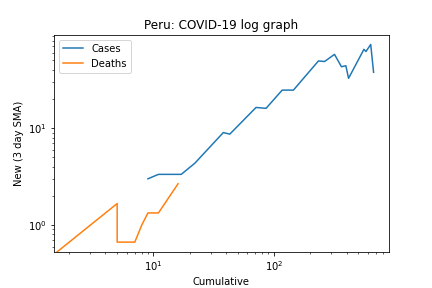 Peru: COVID-19 log graph
Cases
Deaths
New (3 day SMA)
10¹
10⁰
10¹
10²
Cumulative